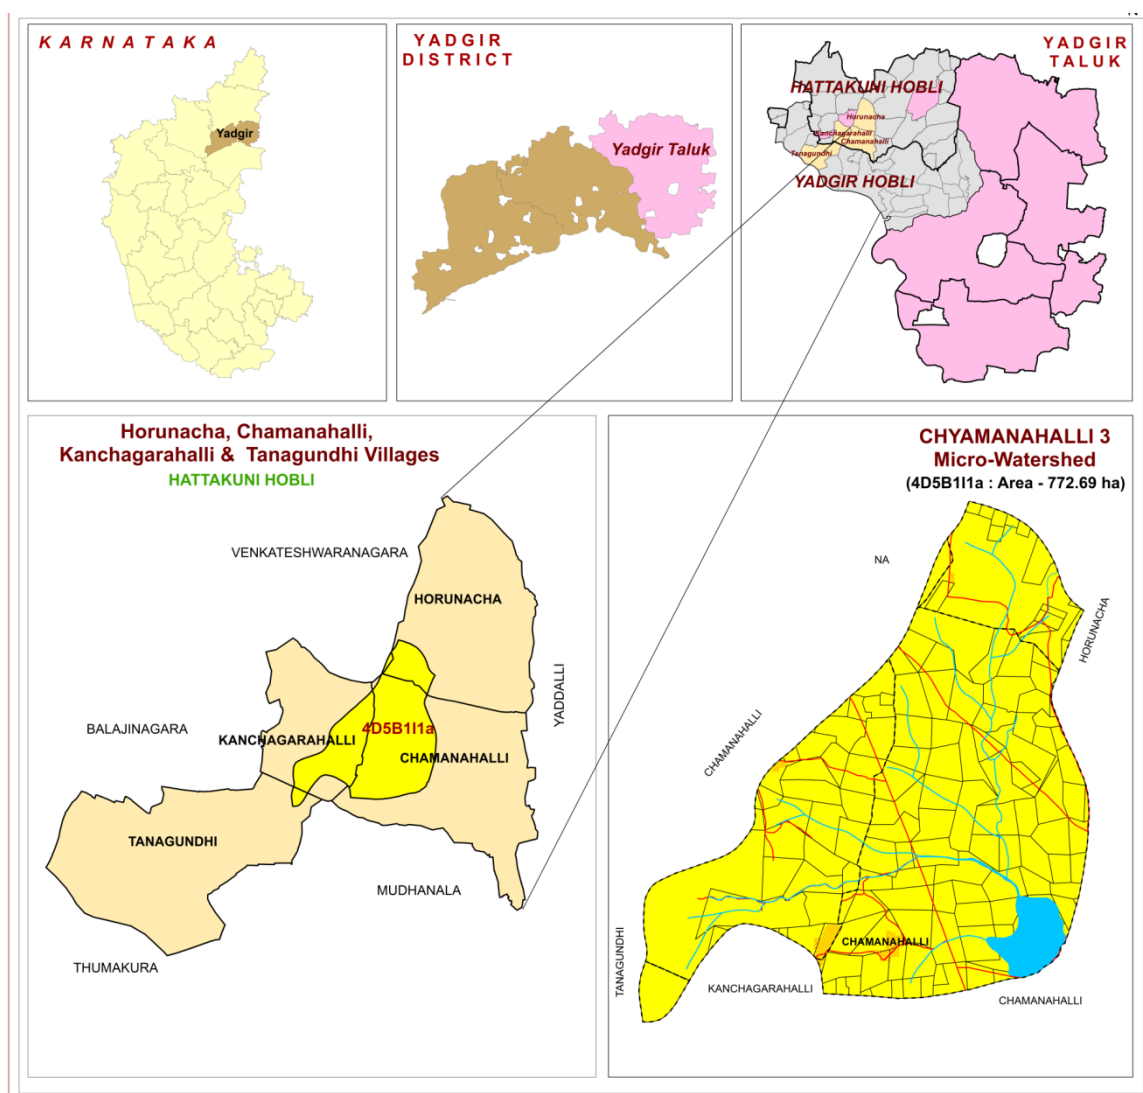 K A R N A T A K A
Yadgir
YADGIR
DISTRICT
Yadgir Taluk
YADGIR
TALUK
HATTAKUNI HOBLI
Horunacha
Kanchagarahalli
Chamanahalli
Tanagundhi
YADGIR HOBLI
Horunacha, Chamanahalli,
Kanchagarahalli & Tanagundhi Villages
HATTAKUNI HOBLI
VENKATESHWARANAGARA
HORUNACHA
YADDALLI
BALAJINAGARA
KANCHAGARAHALLI
4D5B1I1a
CHAMANAHALLI
TANAGUNDHI
MUDHANALA
THUMAKURA
CHYAMANAHALLI 3
Micro-Watershed
(4D5B1I1a : Area - 772.69 ha)
NA
HORUNACHA
CHAMANAHALLI
TANAGUNDHI
CHAMANAHALLI
KANCHAGARAHALLI
CHAMANAHALLI